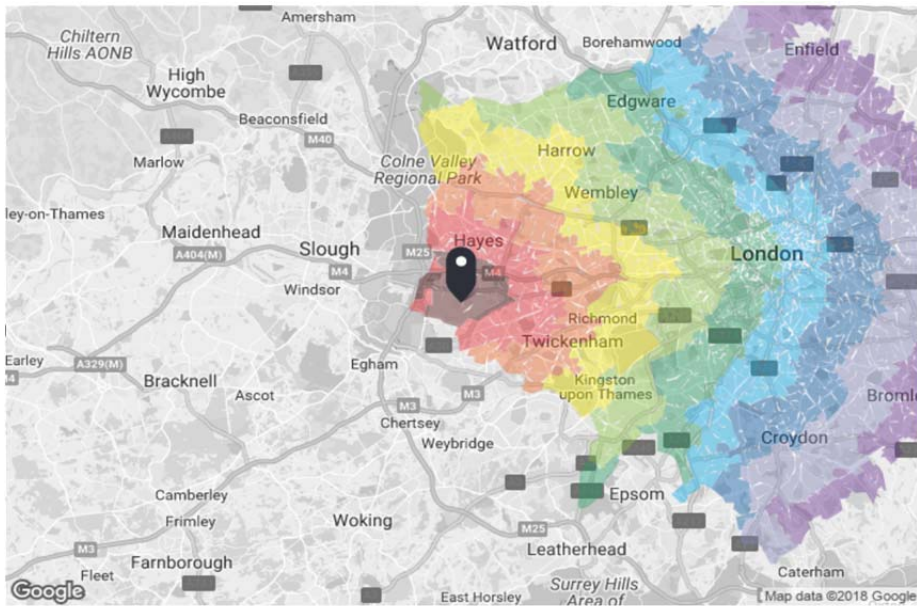 Amersham
Chiltern
Hills AONB
Watford
Borehamwood
Enfield
High
Wycombe
Edgware
Beaconsfield
M40
Harrow
Marlow
Colne Valley
Regional Park
Wembley
ley-on-Thames
Maidenhead
Slough
Hayes
London
A404(M)
M4
M25
M4
Windsor
Richmond
Twickenham
Earley
M4
A329(M)
Egham
Bracknell
Ascot
Kingston
upon Thames
M3
M3
Chertsey
Bromle
Weybridge
Croydon
Camberley
Epsom
Frimley
Woking
M25
M3
Leatherhead
Farnborough
Fleet
Caterham
Surrey Hills
Area of
East Horsley
Google
Map data ©2018 Google